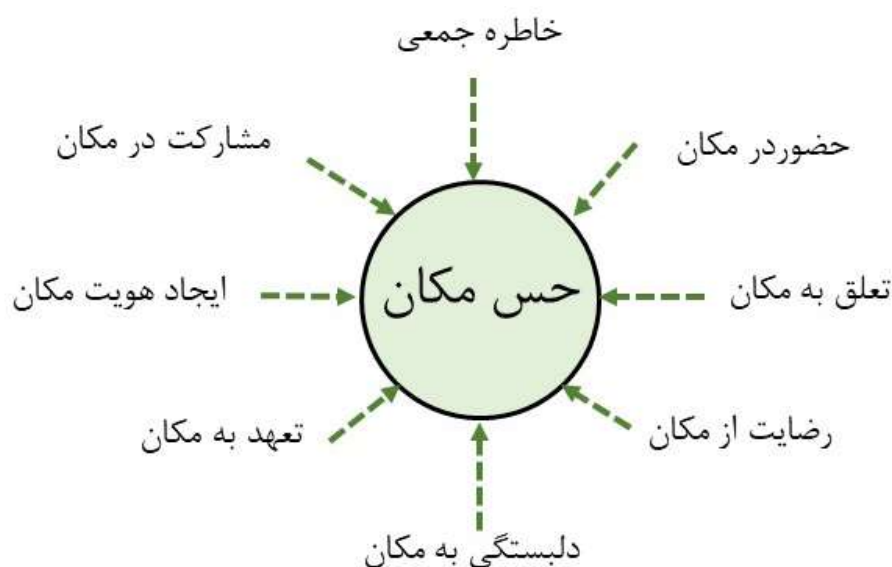 خاطره جمعی
حضوردر مکان
مشارکت در مکان
حس مکان
تعلق به مکان
ایجاد هویت مکان
رضایت از مکان
تعهد به مکان
دلبستگی به مکان